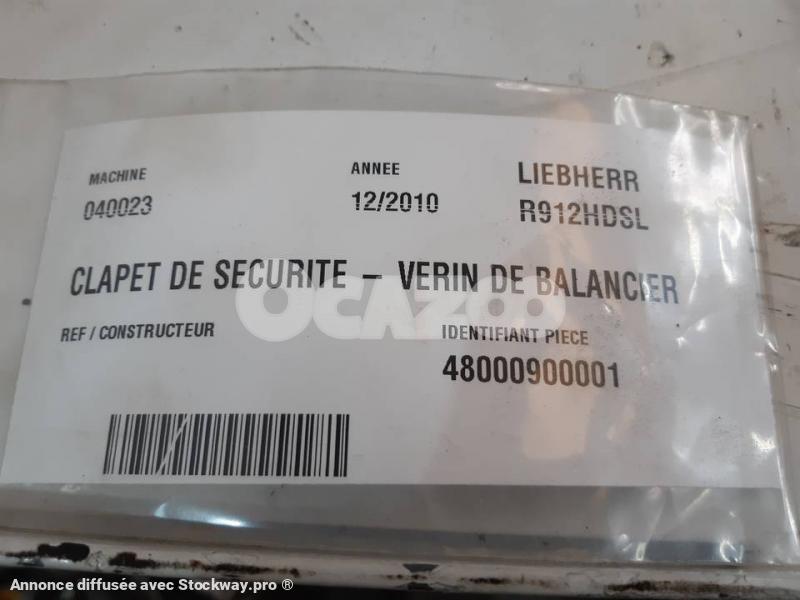 MACHINE ANNEE LIEBHERR
040023 12/2010 R912HDSL
CLAPET DE SECURITE – VERIN DE BALANCIER
OCAZOO
REF / CONSTRUCTEUR IDENTIFIANT PIECE
48000900001
Annonce diffusée avec Stockway.pro ®